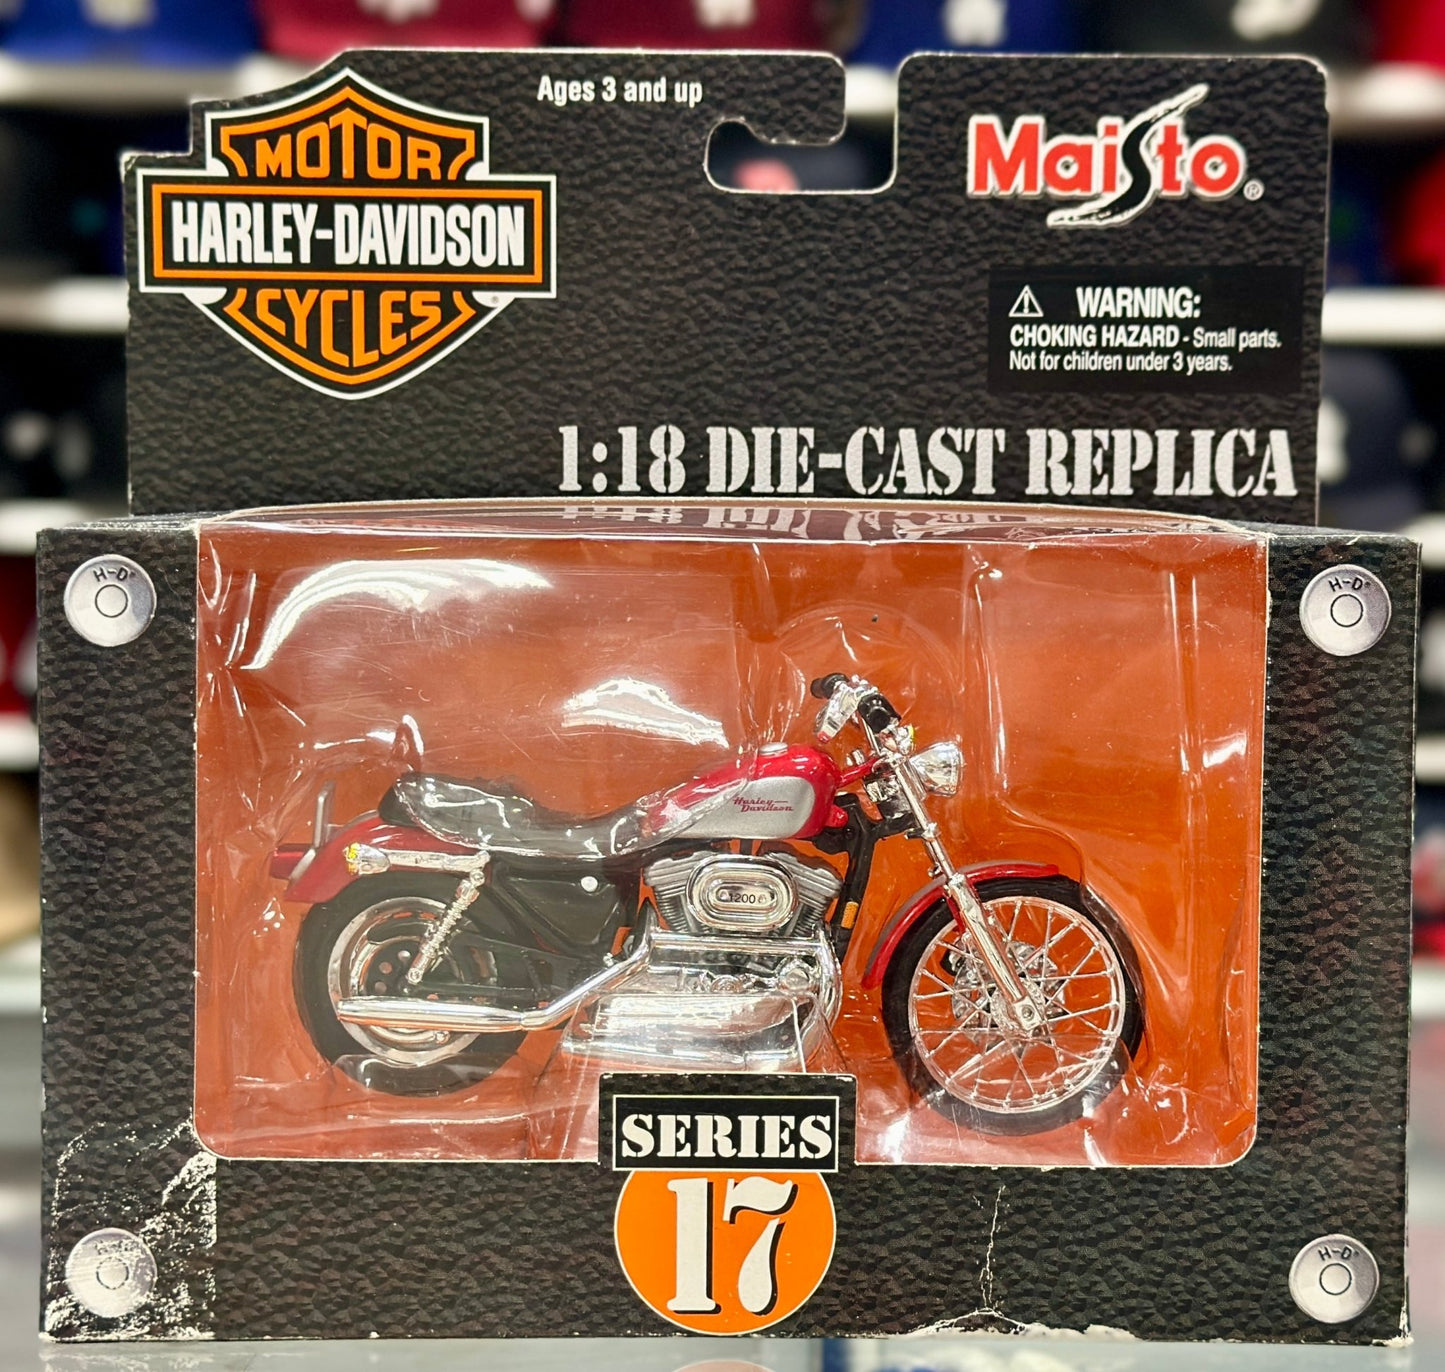 Ages 3 and up
MOTOR
HARLEY-DAVIDSON
CYCLES
®
Maisto®
WARNING:
CHOKING HAZARD - Small parts.
Not for children under 3 years.
1:18 DIE-CAST REPLICA
H-D®
H-D®
Harley-
Davidson
1200
SERIES
17
H-D®